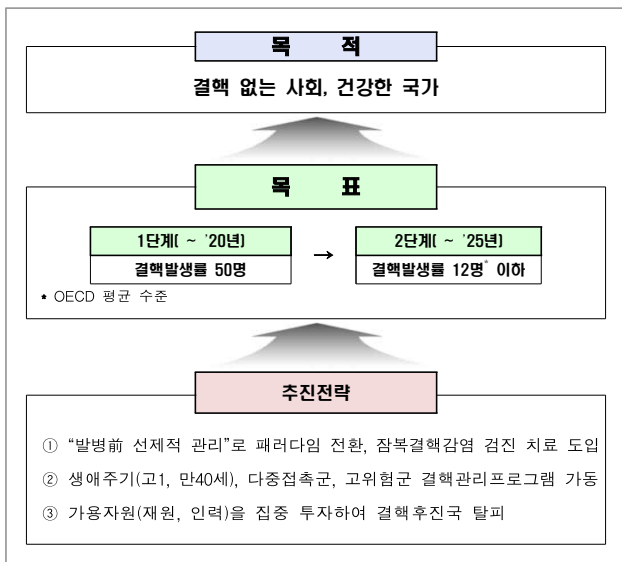 목 적
결핵 없는 사회, 건강한 국가
목 표
1단계( ~ '20년)
결핵발생률 50명
→
2단계( ~ '25년)
결핵발생률 12명* 이하
* OECD 평균 수준
추진전략
① “발병前 선제적 관리”로 패러다임 전환, 잠복결핵감염 검진 치료 도입
② 생애주기(고1, 만40세), 다중접촉군, 고위험군 결핵관리프로그램 가동
③ 가용자원(재원, 인력)을 집중 투자하여 결핵후진국 탈피